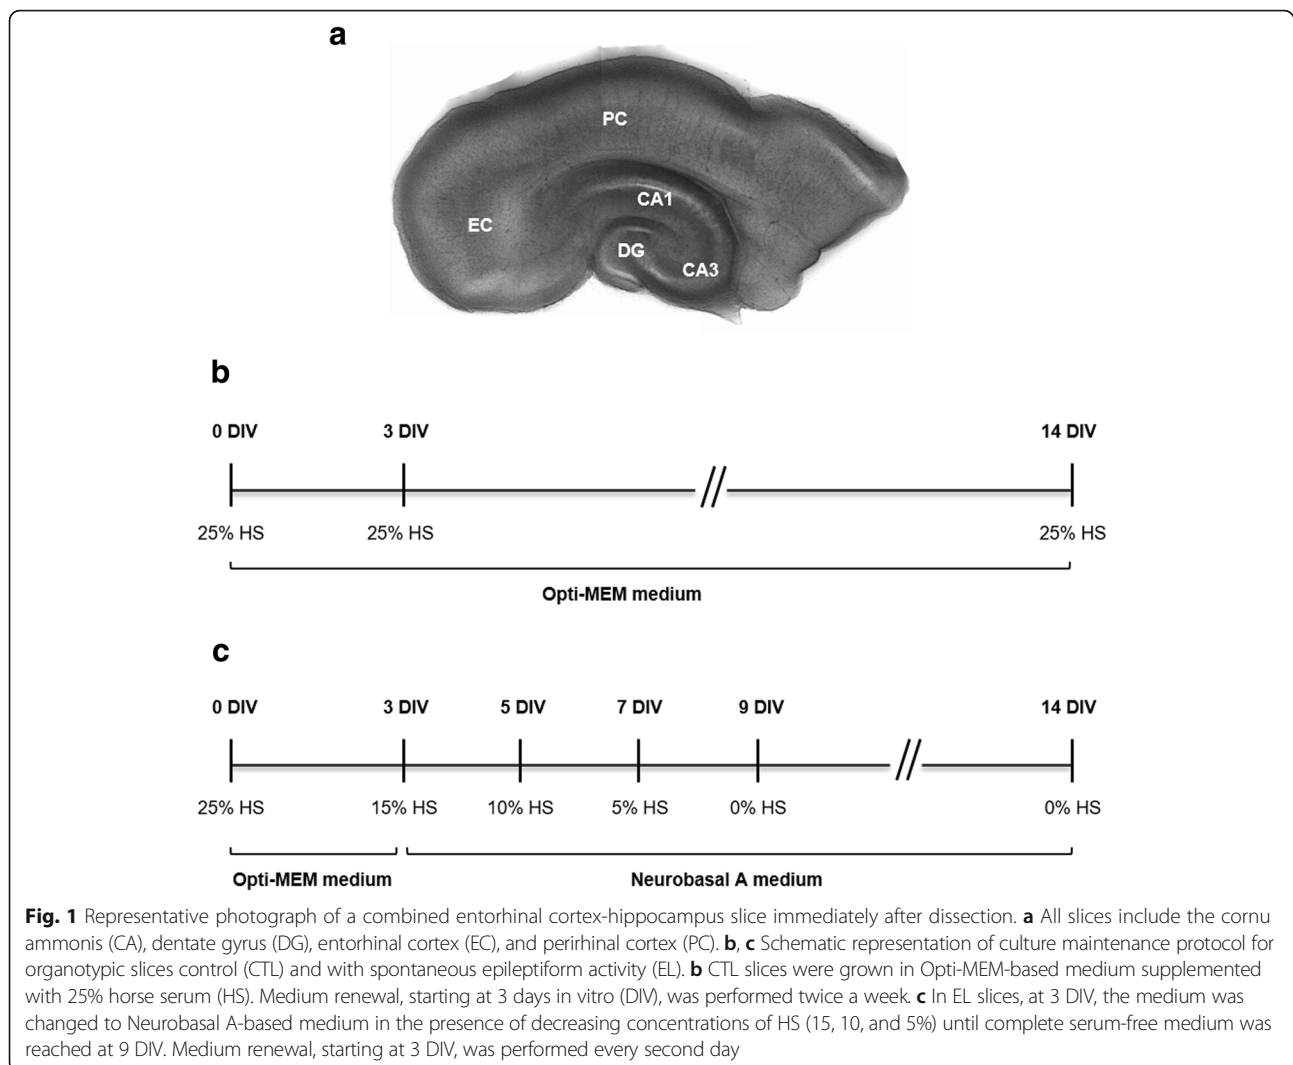 a
PC
CA1
EC
DG
CA3
b
0 DIV 3 DIV 14 DIV
25% HS 25% HS 25% HS
Opti-MEM medium
c
0 DIV 3 DIV 5 DIV 7 DIV 9 DIV 14 DIV
25% HS 15% HS 10% HS 5% HS 0% HS 0% HS
Opti-MEM medium Neurobasal A medium
Fig. 1 Representative photograph of a combined entorhinal cortex-hippocampus slice immediately after dissection. a All slices include the cornu
ammonis (CA), dentate gyrus (DG), entorhinal cortex (EC), and perirhinal cortex (PC). b, c Schematic representation of culture maintenance protocol for
organotypic slices control (CTL) and with spontaneous epileptiform activity (EL). b CTL slices were grown in Opti-MEM-based medium supplemented
with 25% horse serum (HS). Medium renewal, starting at 3 days in vitro (DIV), was performed twice a week. c In EL slices, at 3 DIV, the medium was
changed to Neurobasal A-based medium in the presence of decreasing concentrations of HS (15, 10, and 5%) until complete serum-free medium was
reached at 9 DIV. Medium renewal, starting at 3 DIV, was performed every second day